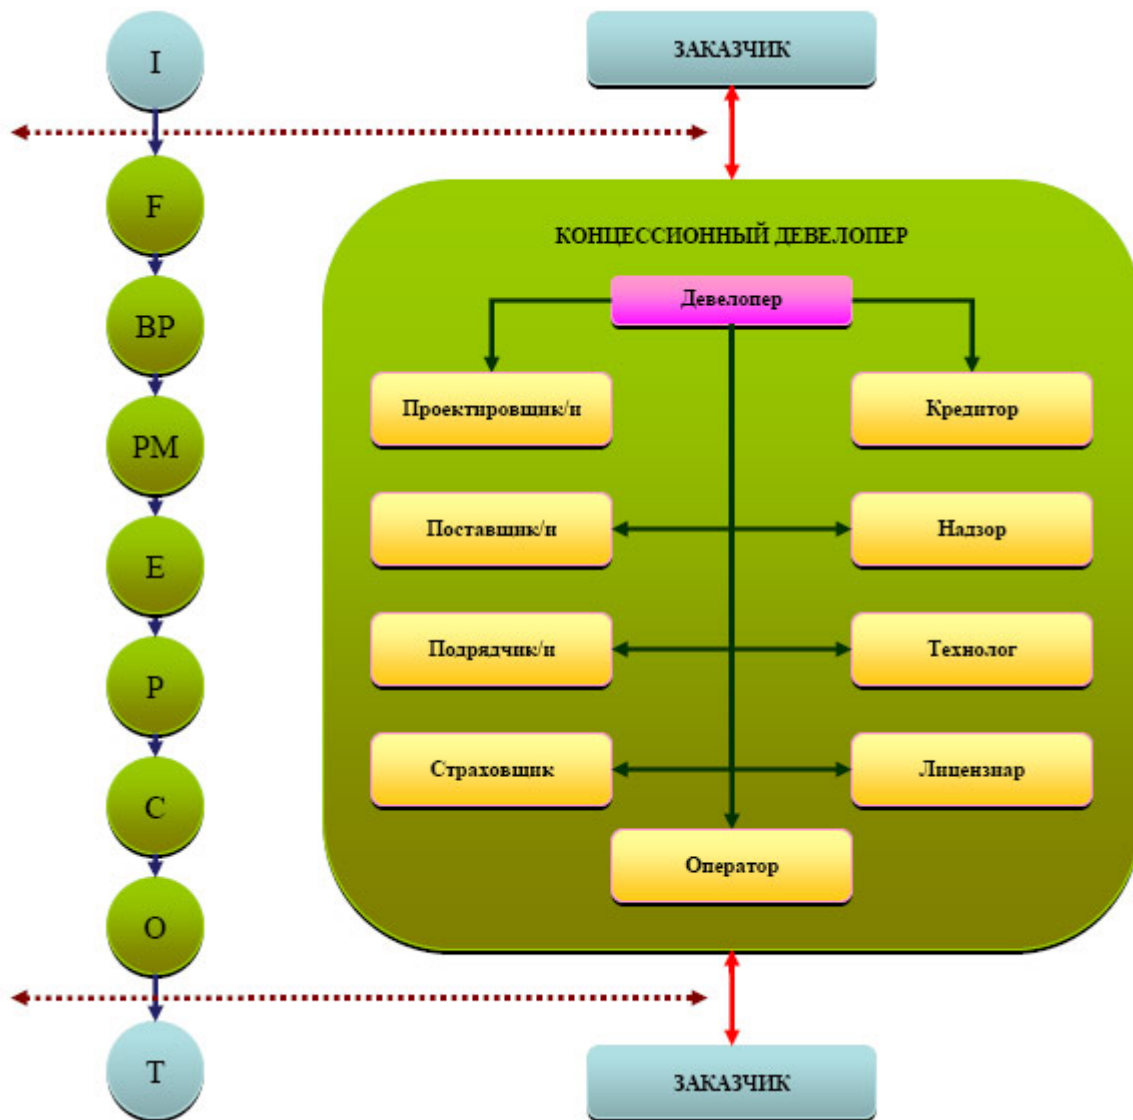 I
ЗАКАЗЧИК
F
КОНЦЕССИОННЫЙ ДЕВЕЛОПЕР
Девелопер
BP
Проектировщик/и
Кредитор
PM
Поставщик/и
Надзор
E
Подрядчик/и
Технолог
P
Страховщик
Лицензиар
C
Оператор
O
T
ЗАКАЗЧИК